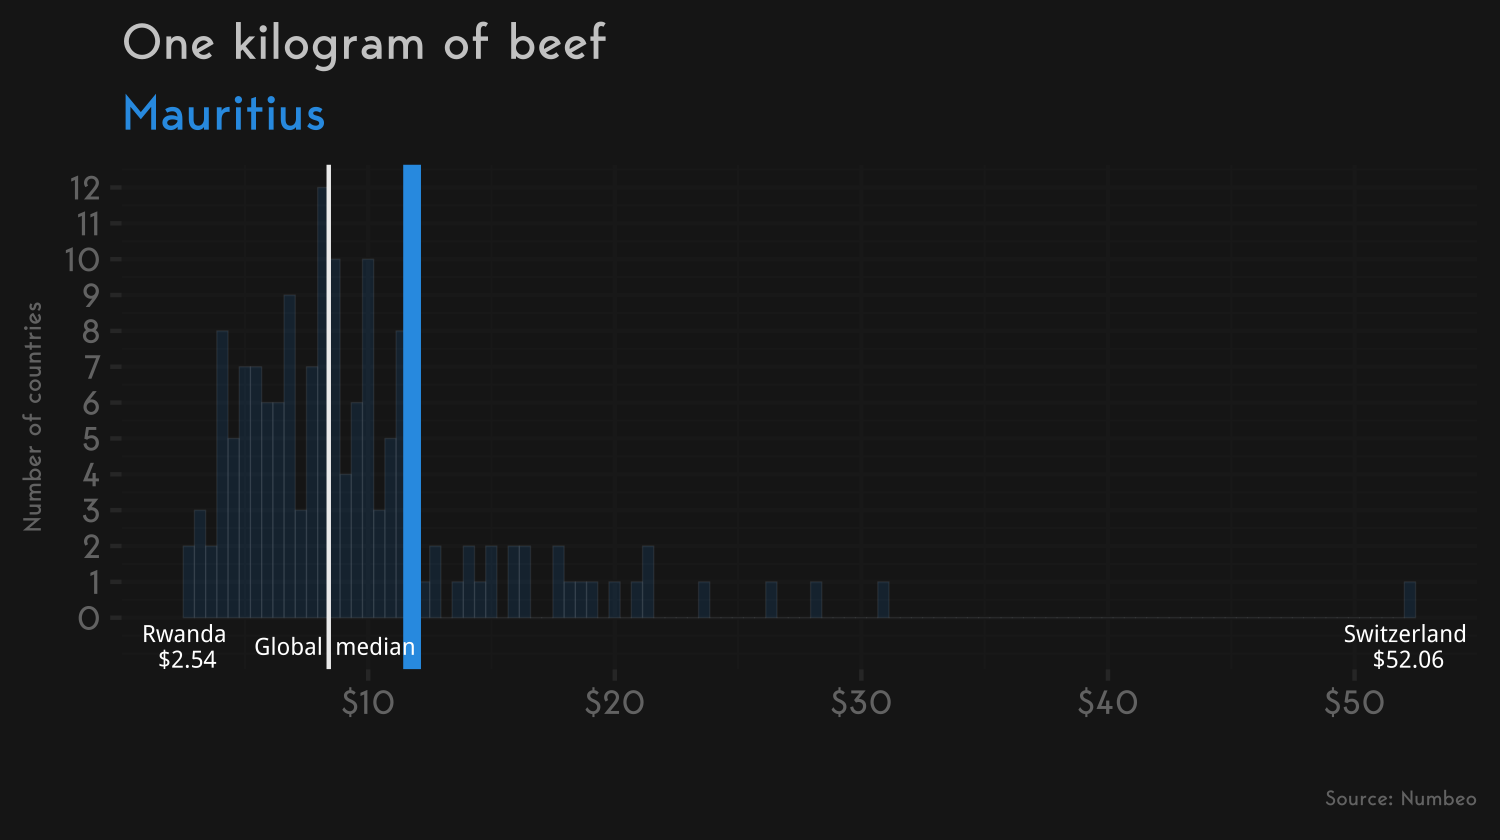 One kilogram of beef
Mauritius
Number of countries
12
11
10
9
8
7
6
5
4
3
2
1
0
Rwanda
$2.54
Global median
Switzerland
$52.06
$10
$20
$30
$40
$50
Source: Numbeo